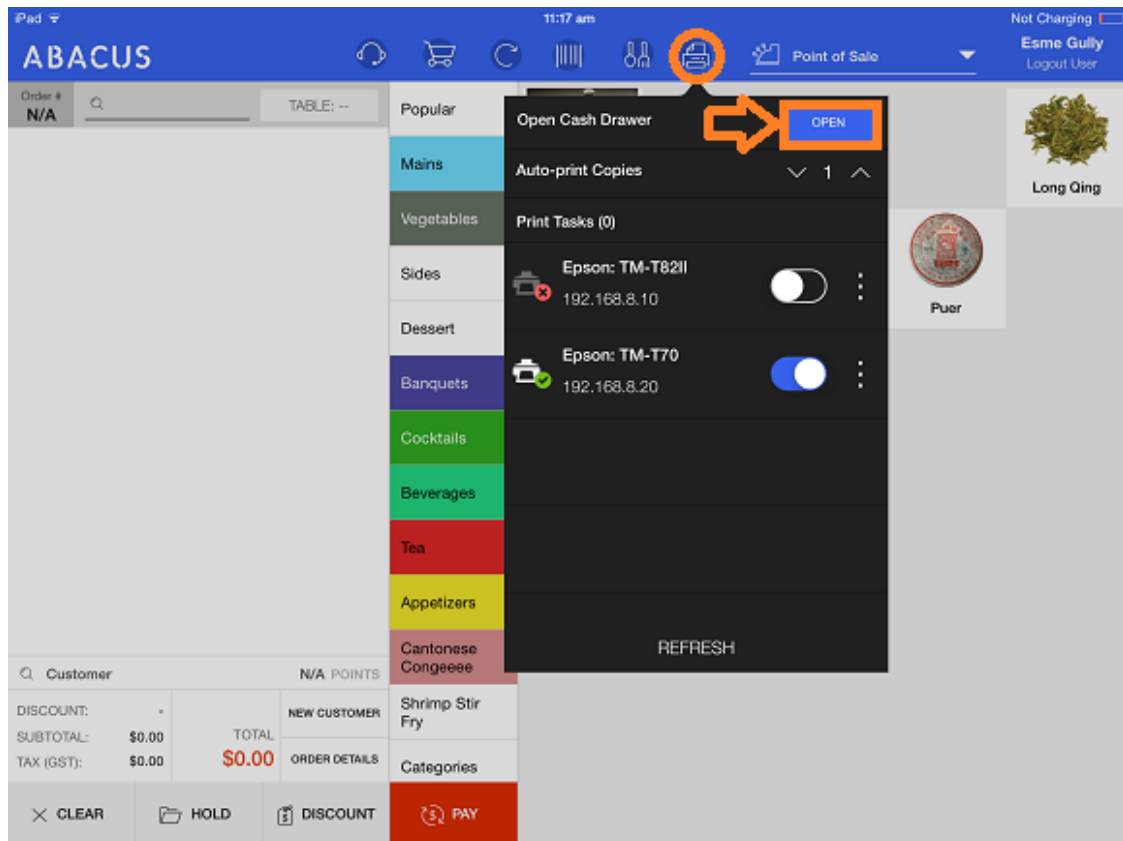 iPad
11:17 am
Not Charging
ABACUS
Point of Sale
Esme Gully
Logout User
Order #
N/A
TABLE: --
Popular
Mains
Vegetables
Sides
Dessert
Banquets
Cocktails
Beverages
Tea
Appetizers
Cantonese
Congeeee
Shrimp Stir
Fry
Categories
Open Cash Drawer
OPEN
Auto-print Copies
1
Print Tasks (0)
Epson: TM-T82II
192.168.8.10
Epson: TM-T70
192.168.8.20
REFRESH
Long Qing
Puer
Customer
N/A POINTS
DISCOUNT: -
SUBTOTAL: $0.00
TAX (GST): $0.00
TOTAL
$0.00
NEW CUSTOMER
ORDER DETAILS
CLEAR
HOLD
DISCOUNT
PAY